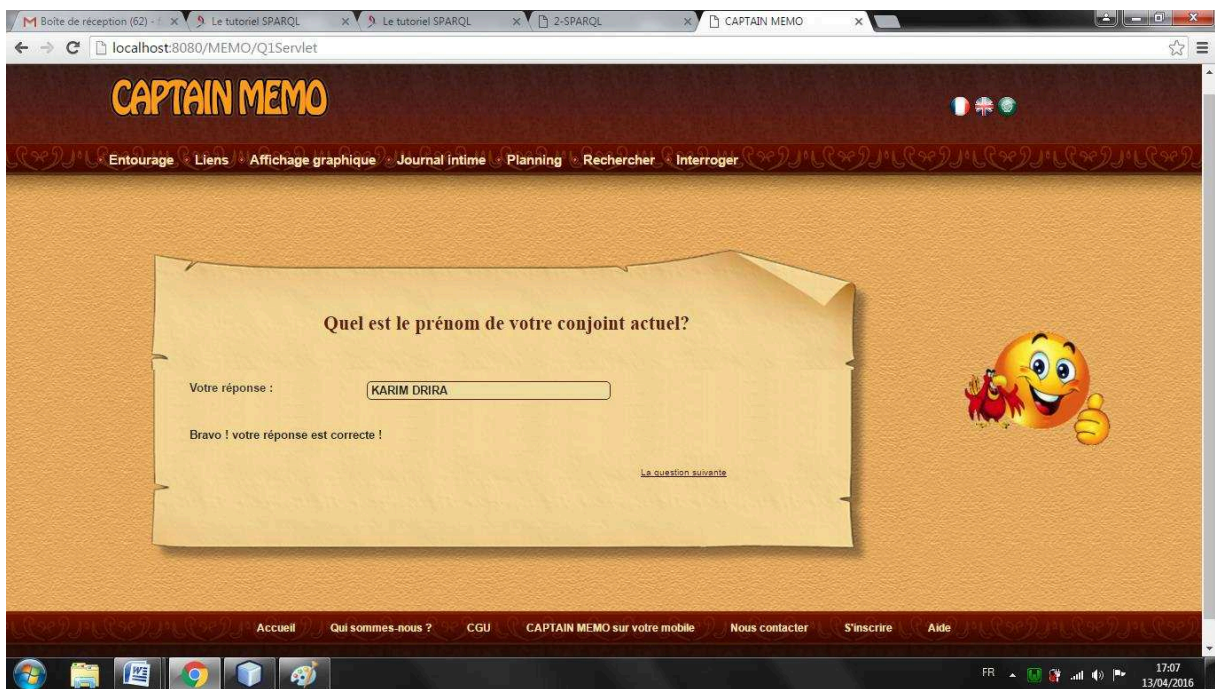 Boîte de réception (62) -
Le tutoriel SPARQL
Le tutoriel SPARQL
2-SPARQL
CAPTAIN MEMO
localhost:8080/MEMO/Q1Servlet
CAPTAIN MEMO
· Entourage · Liens · Affichage graphique · Journal intime · Planning · Rechercher · Interroger
Quel est le prénom de votre conjoint actuel?
Votre réponse : KARIM DRIRA
Bravo ! votre réponse est correcte !
La question suivante
Accueil Qui sommes-nous ? CGU CAPTAIN MEMO sur votre mobile Nous contacter S'inscrire Aide
FR
17:07
13/04/2016